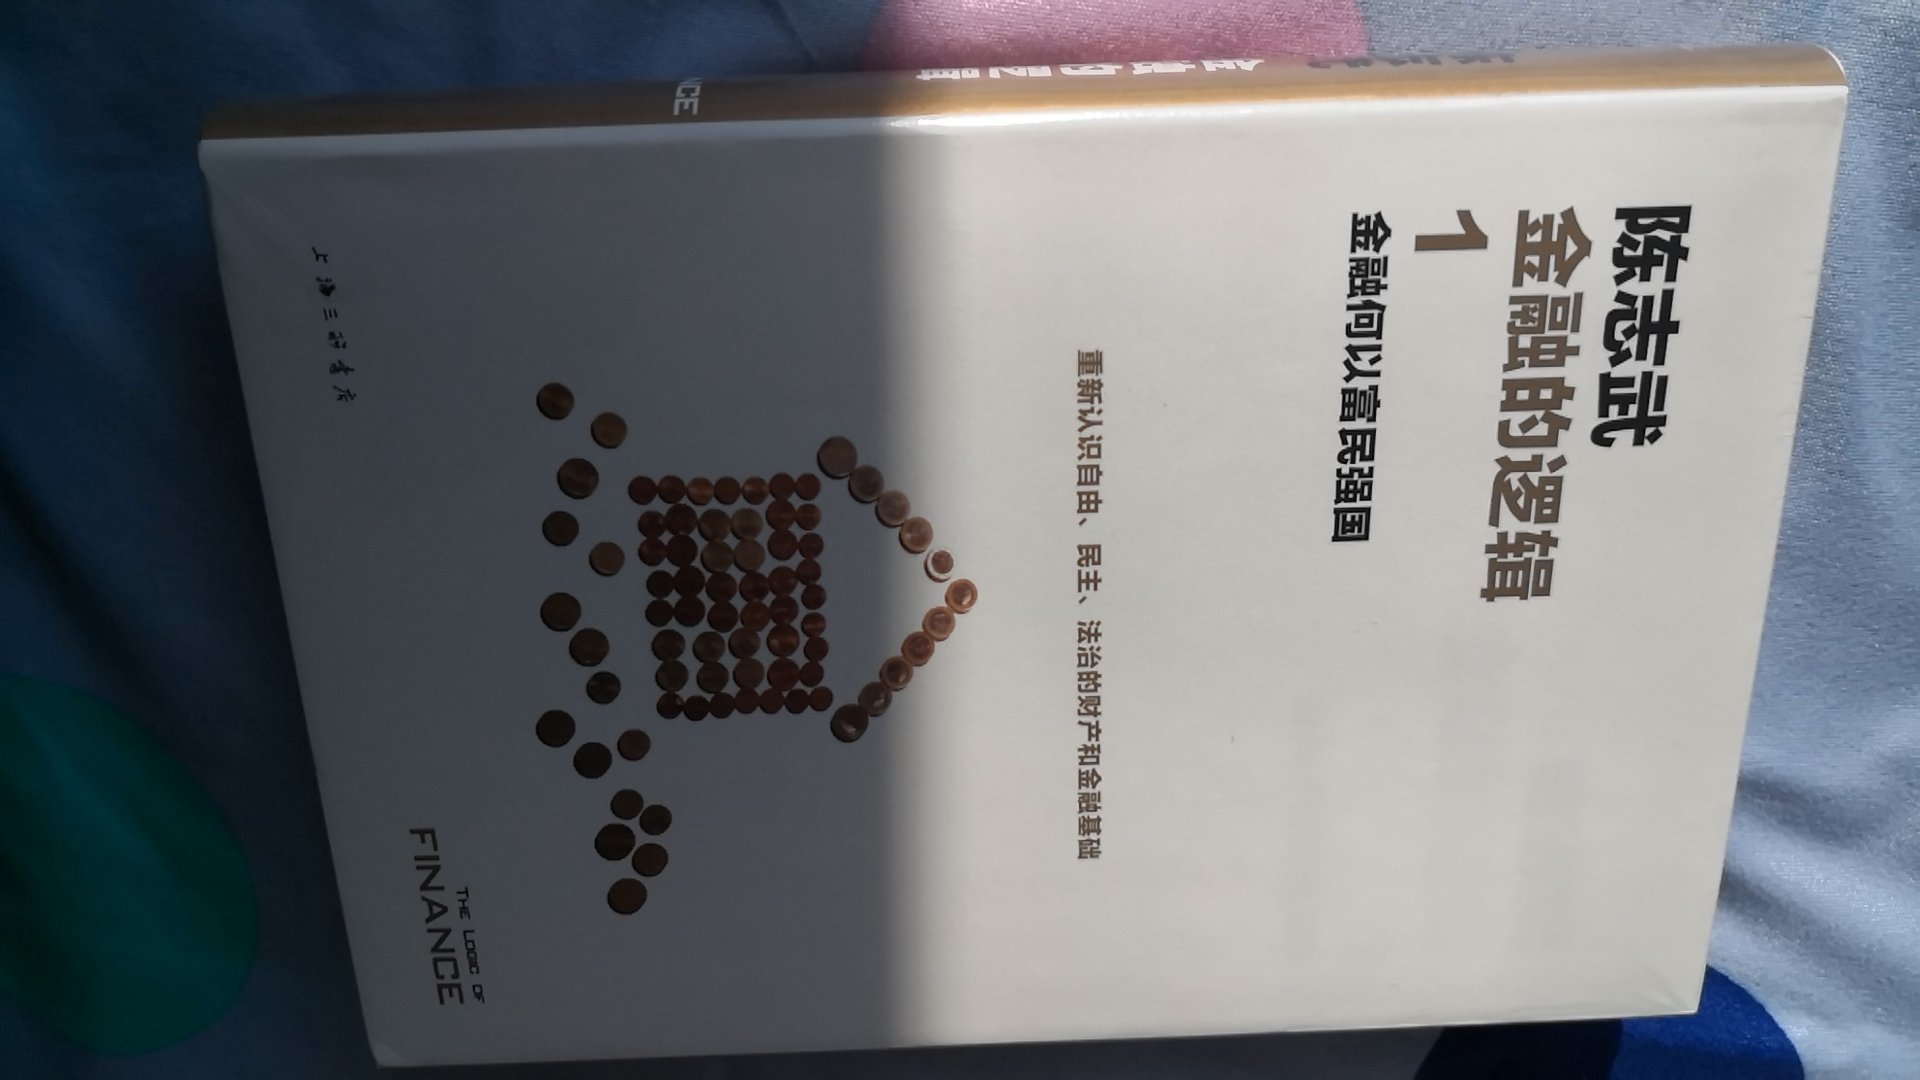 陈志武
金融的逻辑
1
金融何以富民强国
重新认识自由、民主、法治的财产和金融基础
THE LOGIC OF
FINANCE
上海三联书店
NCE